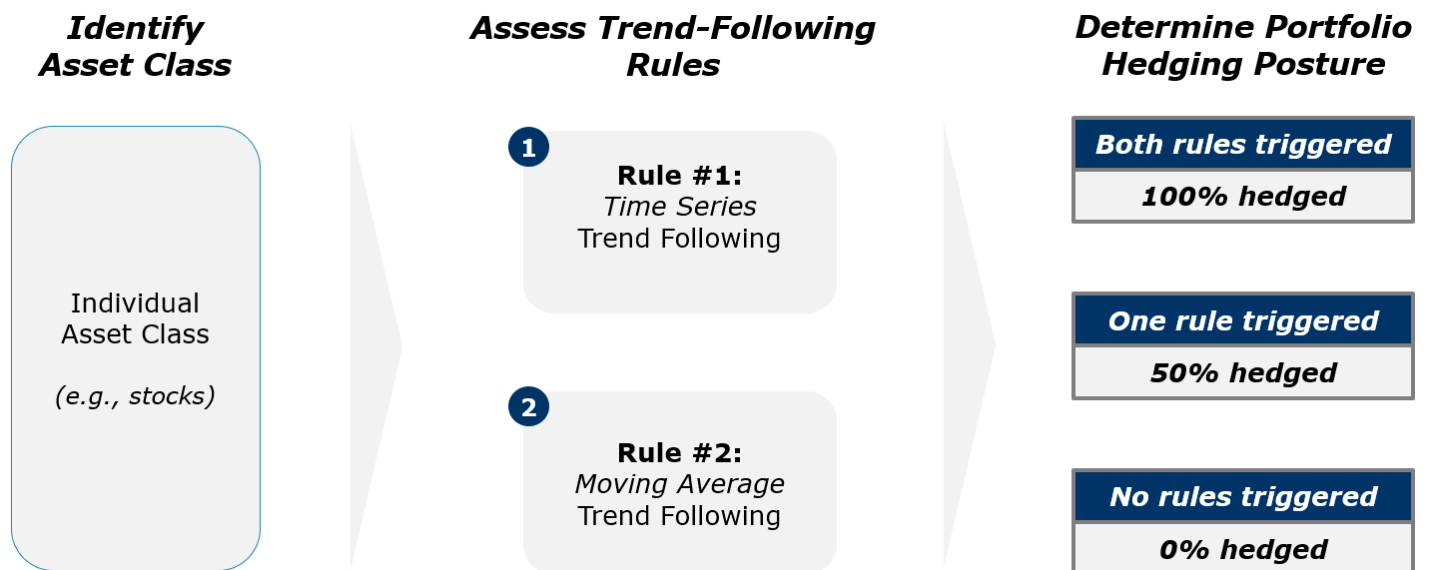 Identify
Asset Class
Individual
Asset Class
(e.g., stocks)
Assess Trend-Following
Rules
1
Rule #1:
Time Series
Trend Following
2
Rule #2:
Moving Average
Trend Following
Determine Portfolio
Hedging Posture
Both rules triggered
100% hedged
One rule triggered
50% hedged
No rules triggered
0% hedged